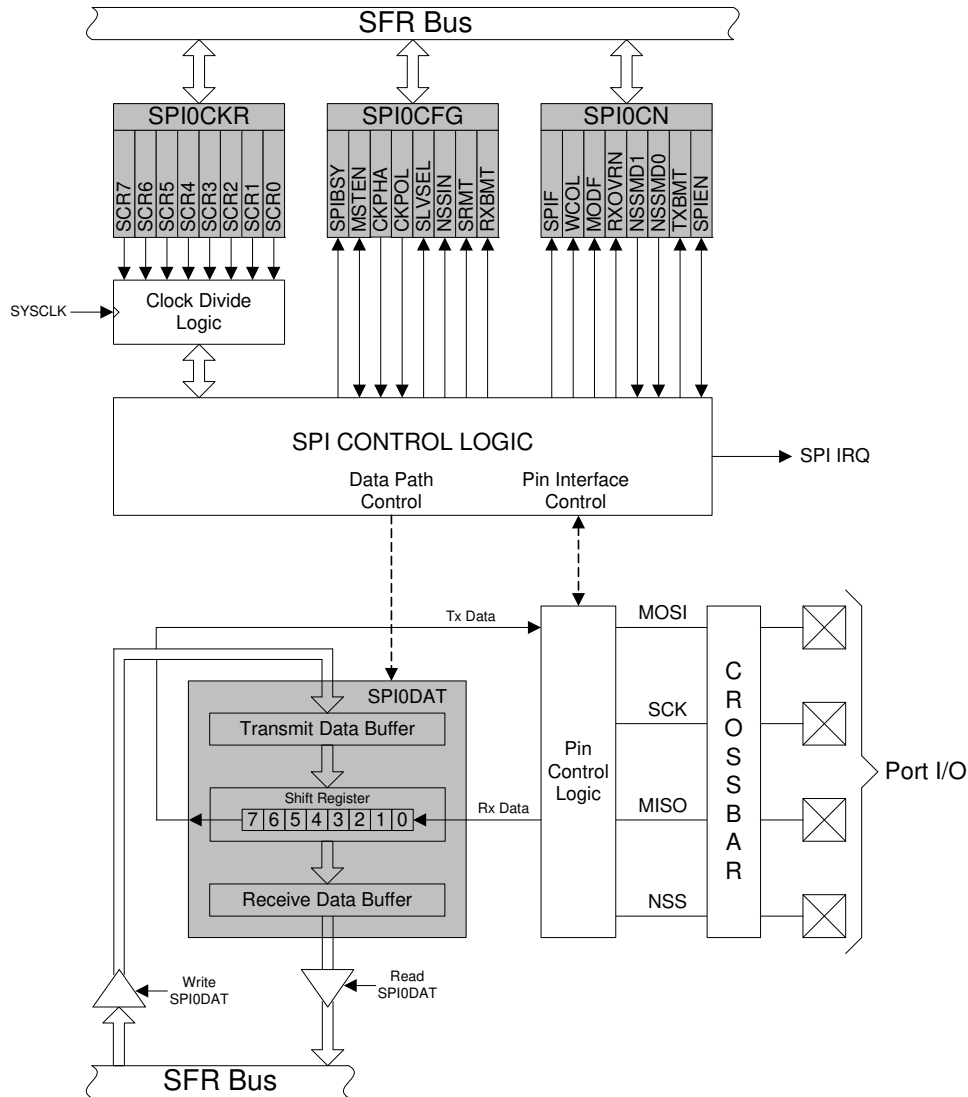 SFR Bus
SPI0CKR
SPI0CFG
SPI0CN
SCR7
SCR6
SCR5
SCR4
SCR3
SCR2
SCR1
SCR0
SPIBSY
MSTEN
CKPHA
CKPOL
SLVSEL
NSSIN
SRMT
RXBMT
SPIF
WCOL
MODF
RXOVRN
NSSMD1
NSSMD0
TXBMT
SPIEN
SYSCLK
Clock Divide
Logic
SPI CONTROL LOGIC
SPI IRQ
Data Path
Control
Pin Interface
Control
Tx Data
MOSI
SPI0DAT
Transmit Data Buffer
SCK
Shift Register
7 6 5 4 3 2 1 0
Rx Data
Pin
Control
Logic
MISO
CROSSBAR
Port I/O
Receive Data Buffer
NSS
Write
SPI0DAT
Read
SPI0DAT
SFR Bus